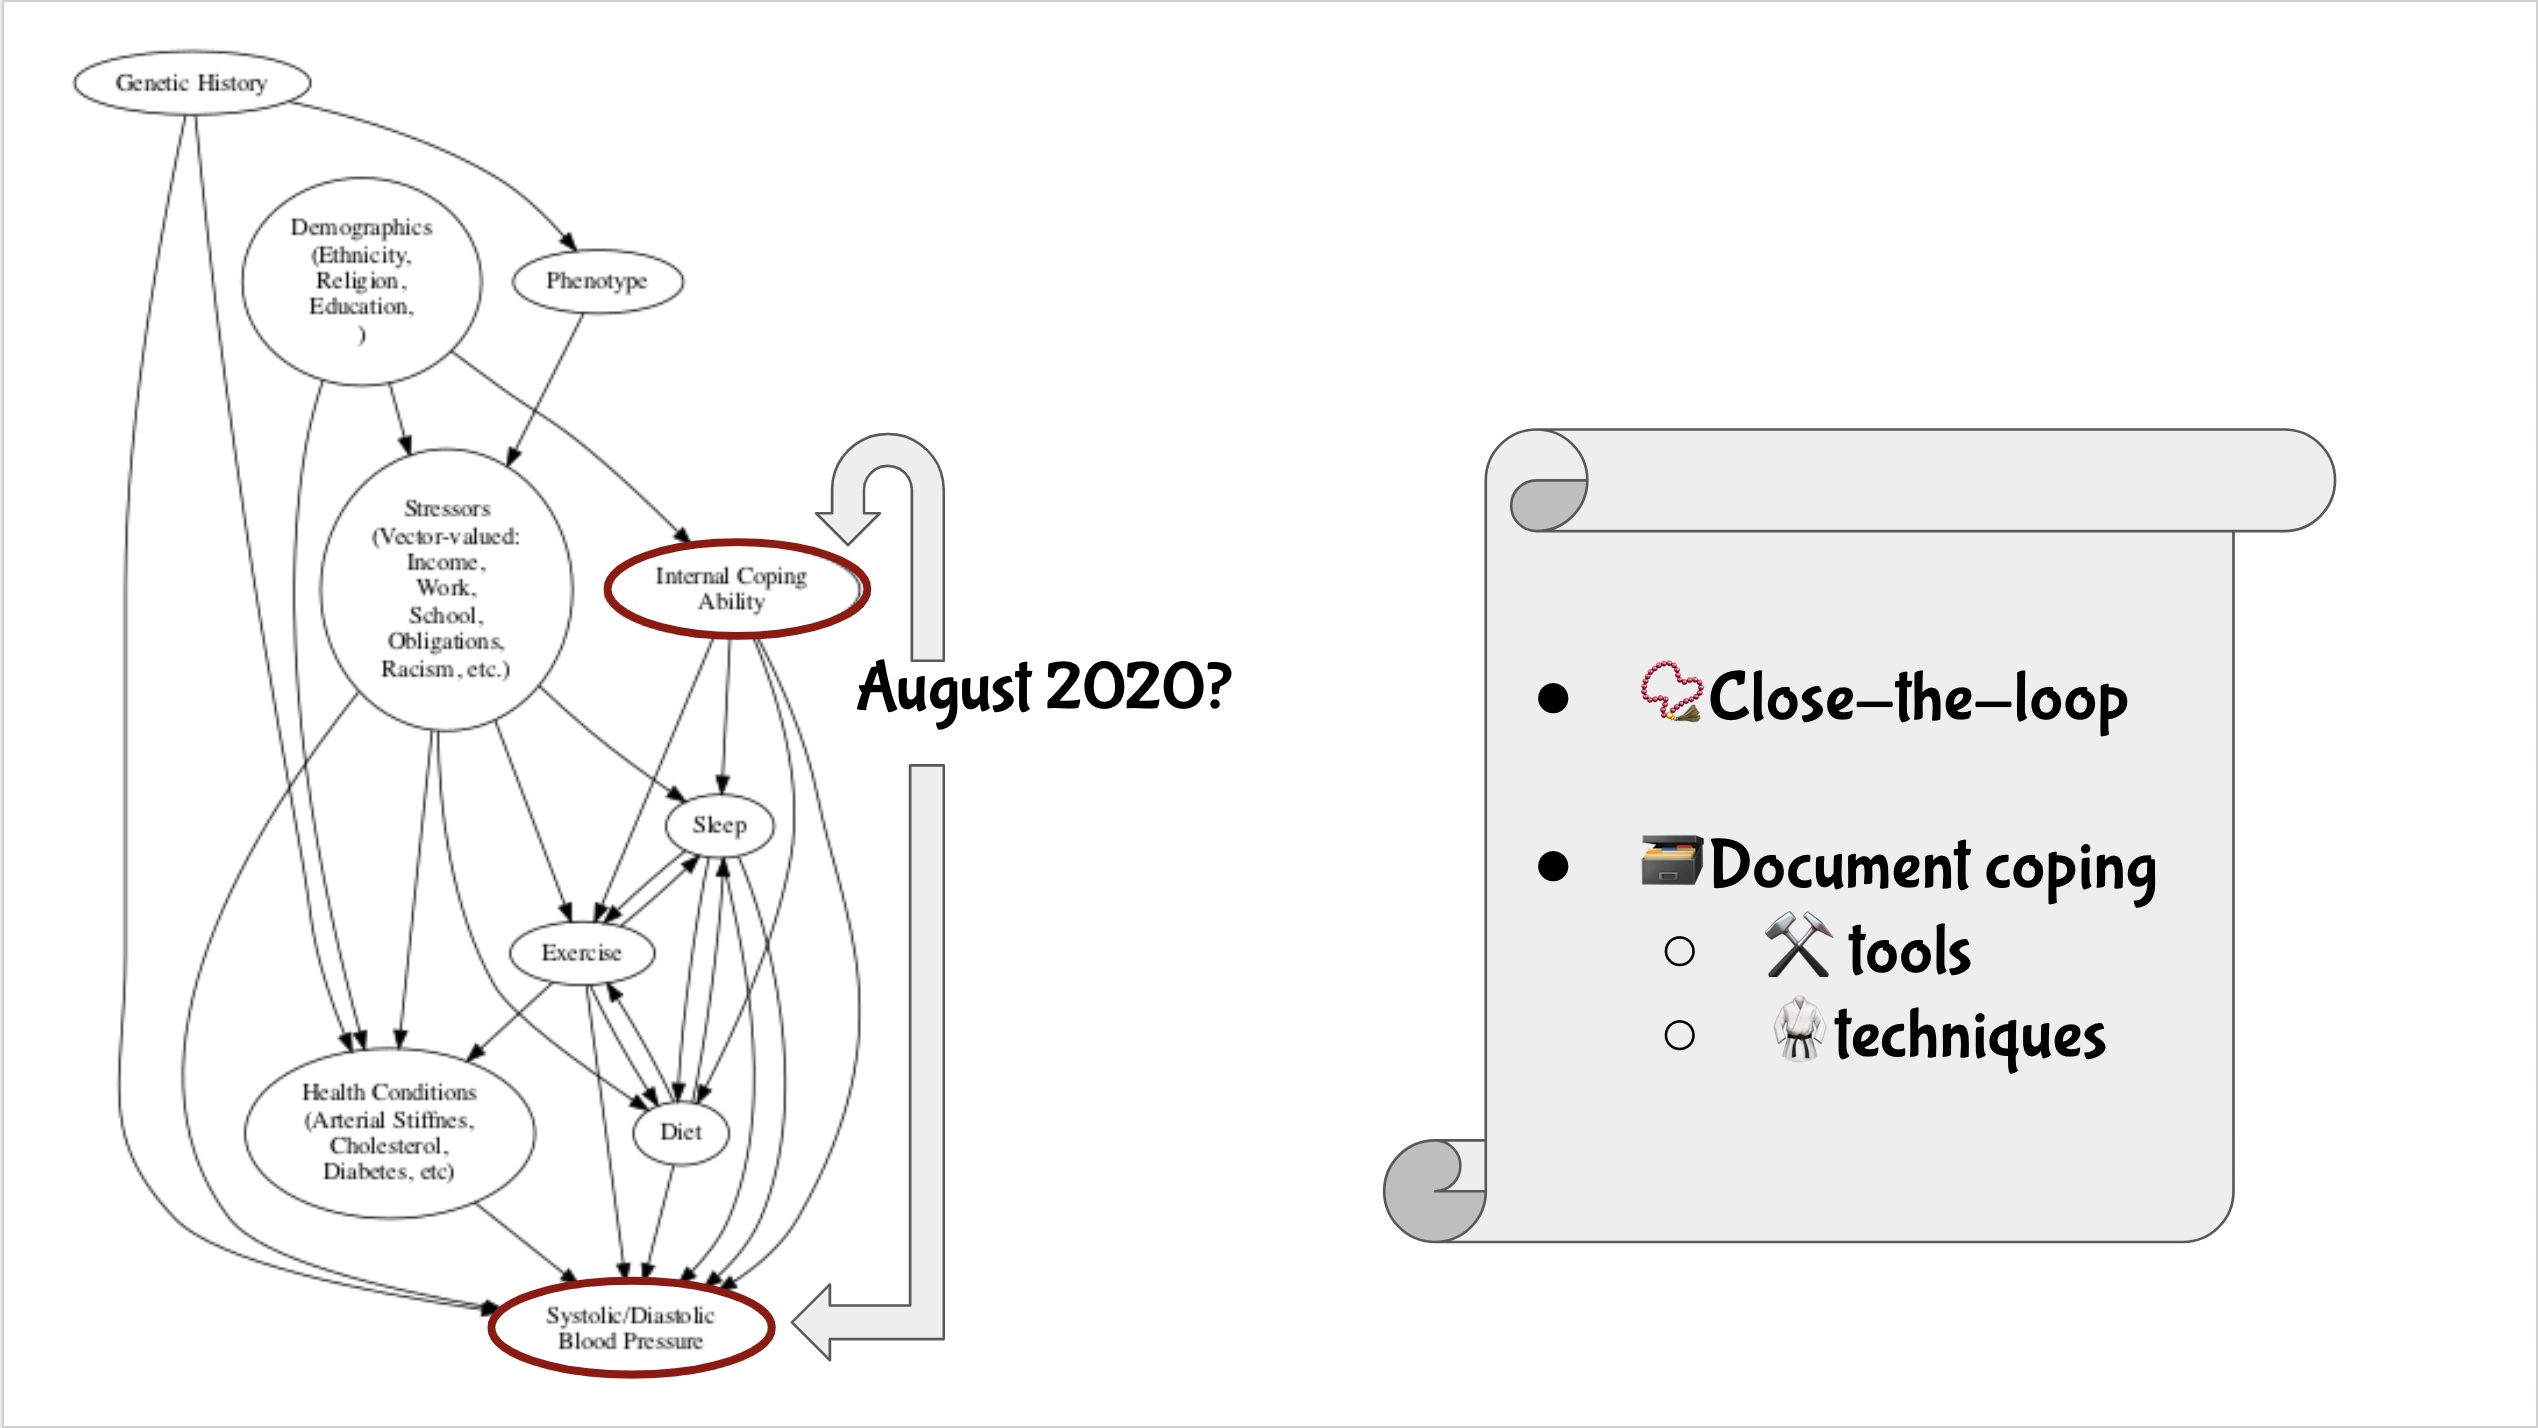 Genetic History
Demographics
(Ethnicity,
Religion,
Education,
)
Phenotype
Stressors
(Vector-valued:
Income,
Work,
School,
Obligations,
Racism, etc.)
Internal Coping
Ability
August 2020?
Sleep
Exercise
Health Conditions
(Arterial Stiffnes,
Cholesterol,
Diabetes, etc)
Diet
Systolic/Diastolic
Blood Pressure
● Close-the-loop
● Document coping
○ tools
○ techniques